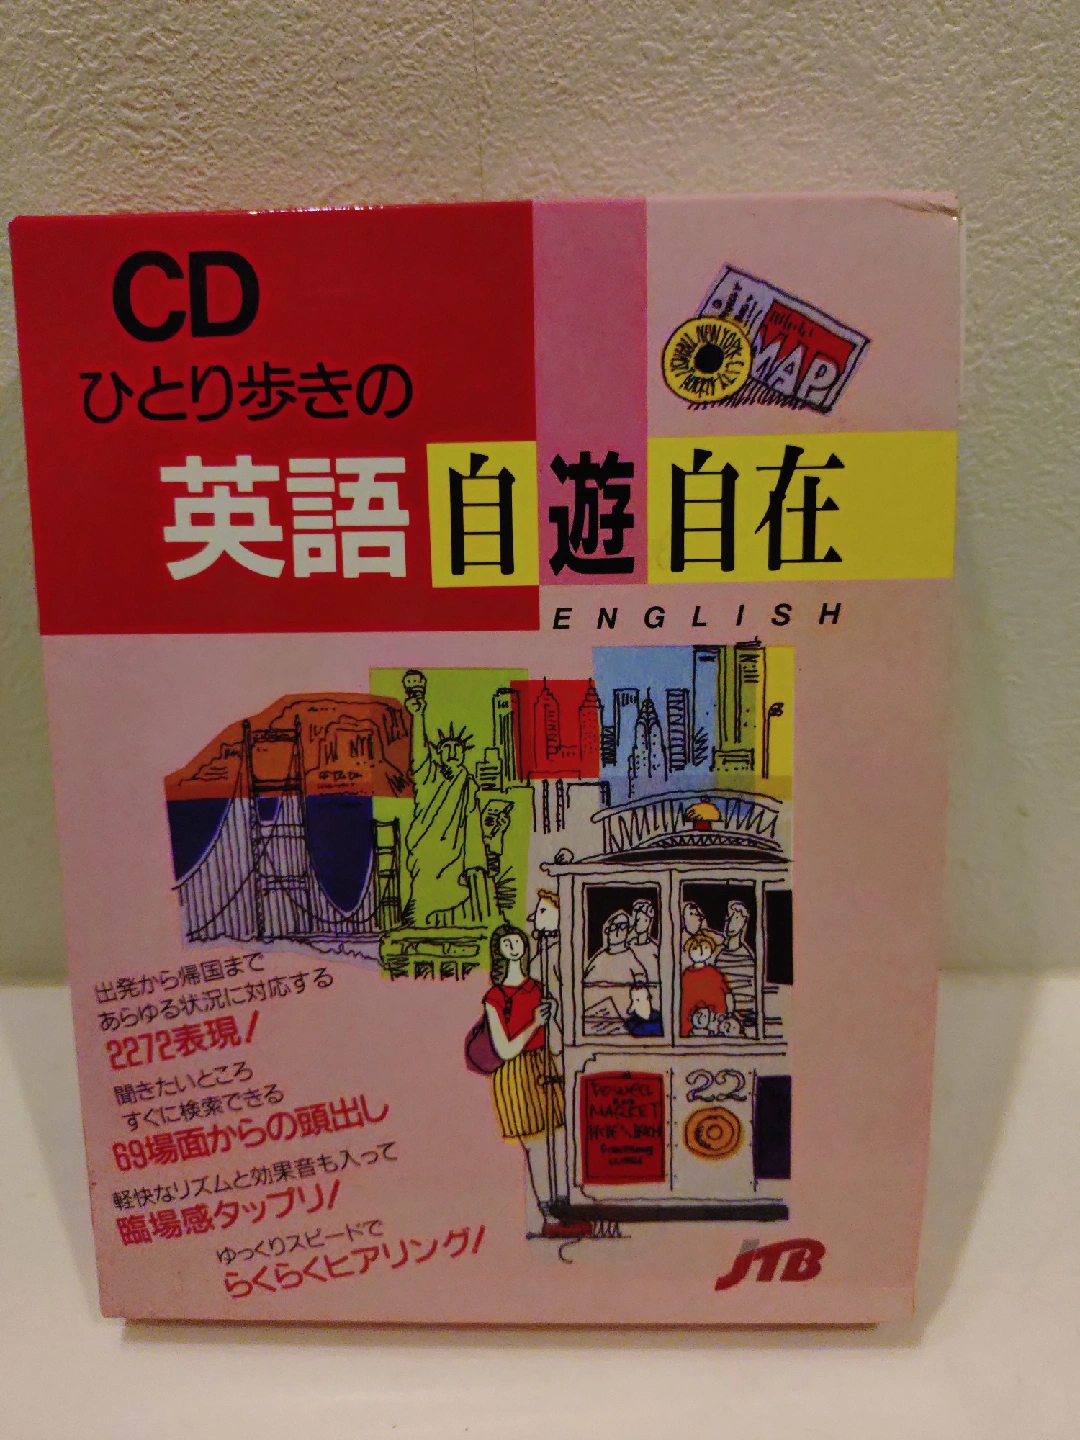 CD
ひとり歩きの
英語自遊自在
ENGLISH
MAP
NEW YORK CITY
出発から帰国まで
あらゆる状況に対応する
2272表現!
聞きたいところ
すぐに検索できる
69場面からの頭出し
軽快なリズムと効果音も入って
臨場感タップリ!
ゆっくりスピードで
らくらくヒアリング!
POWELL
MARKET
22
JTB